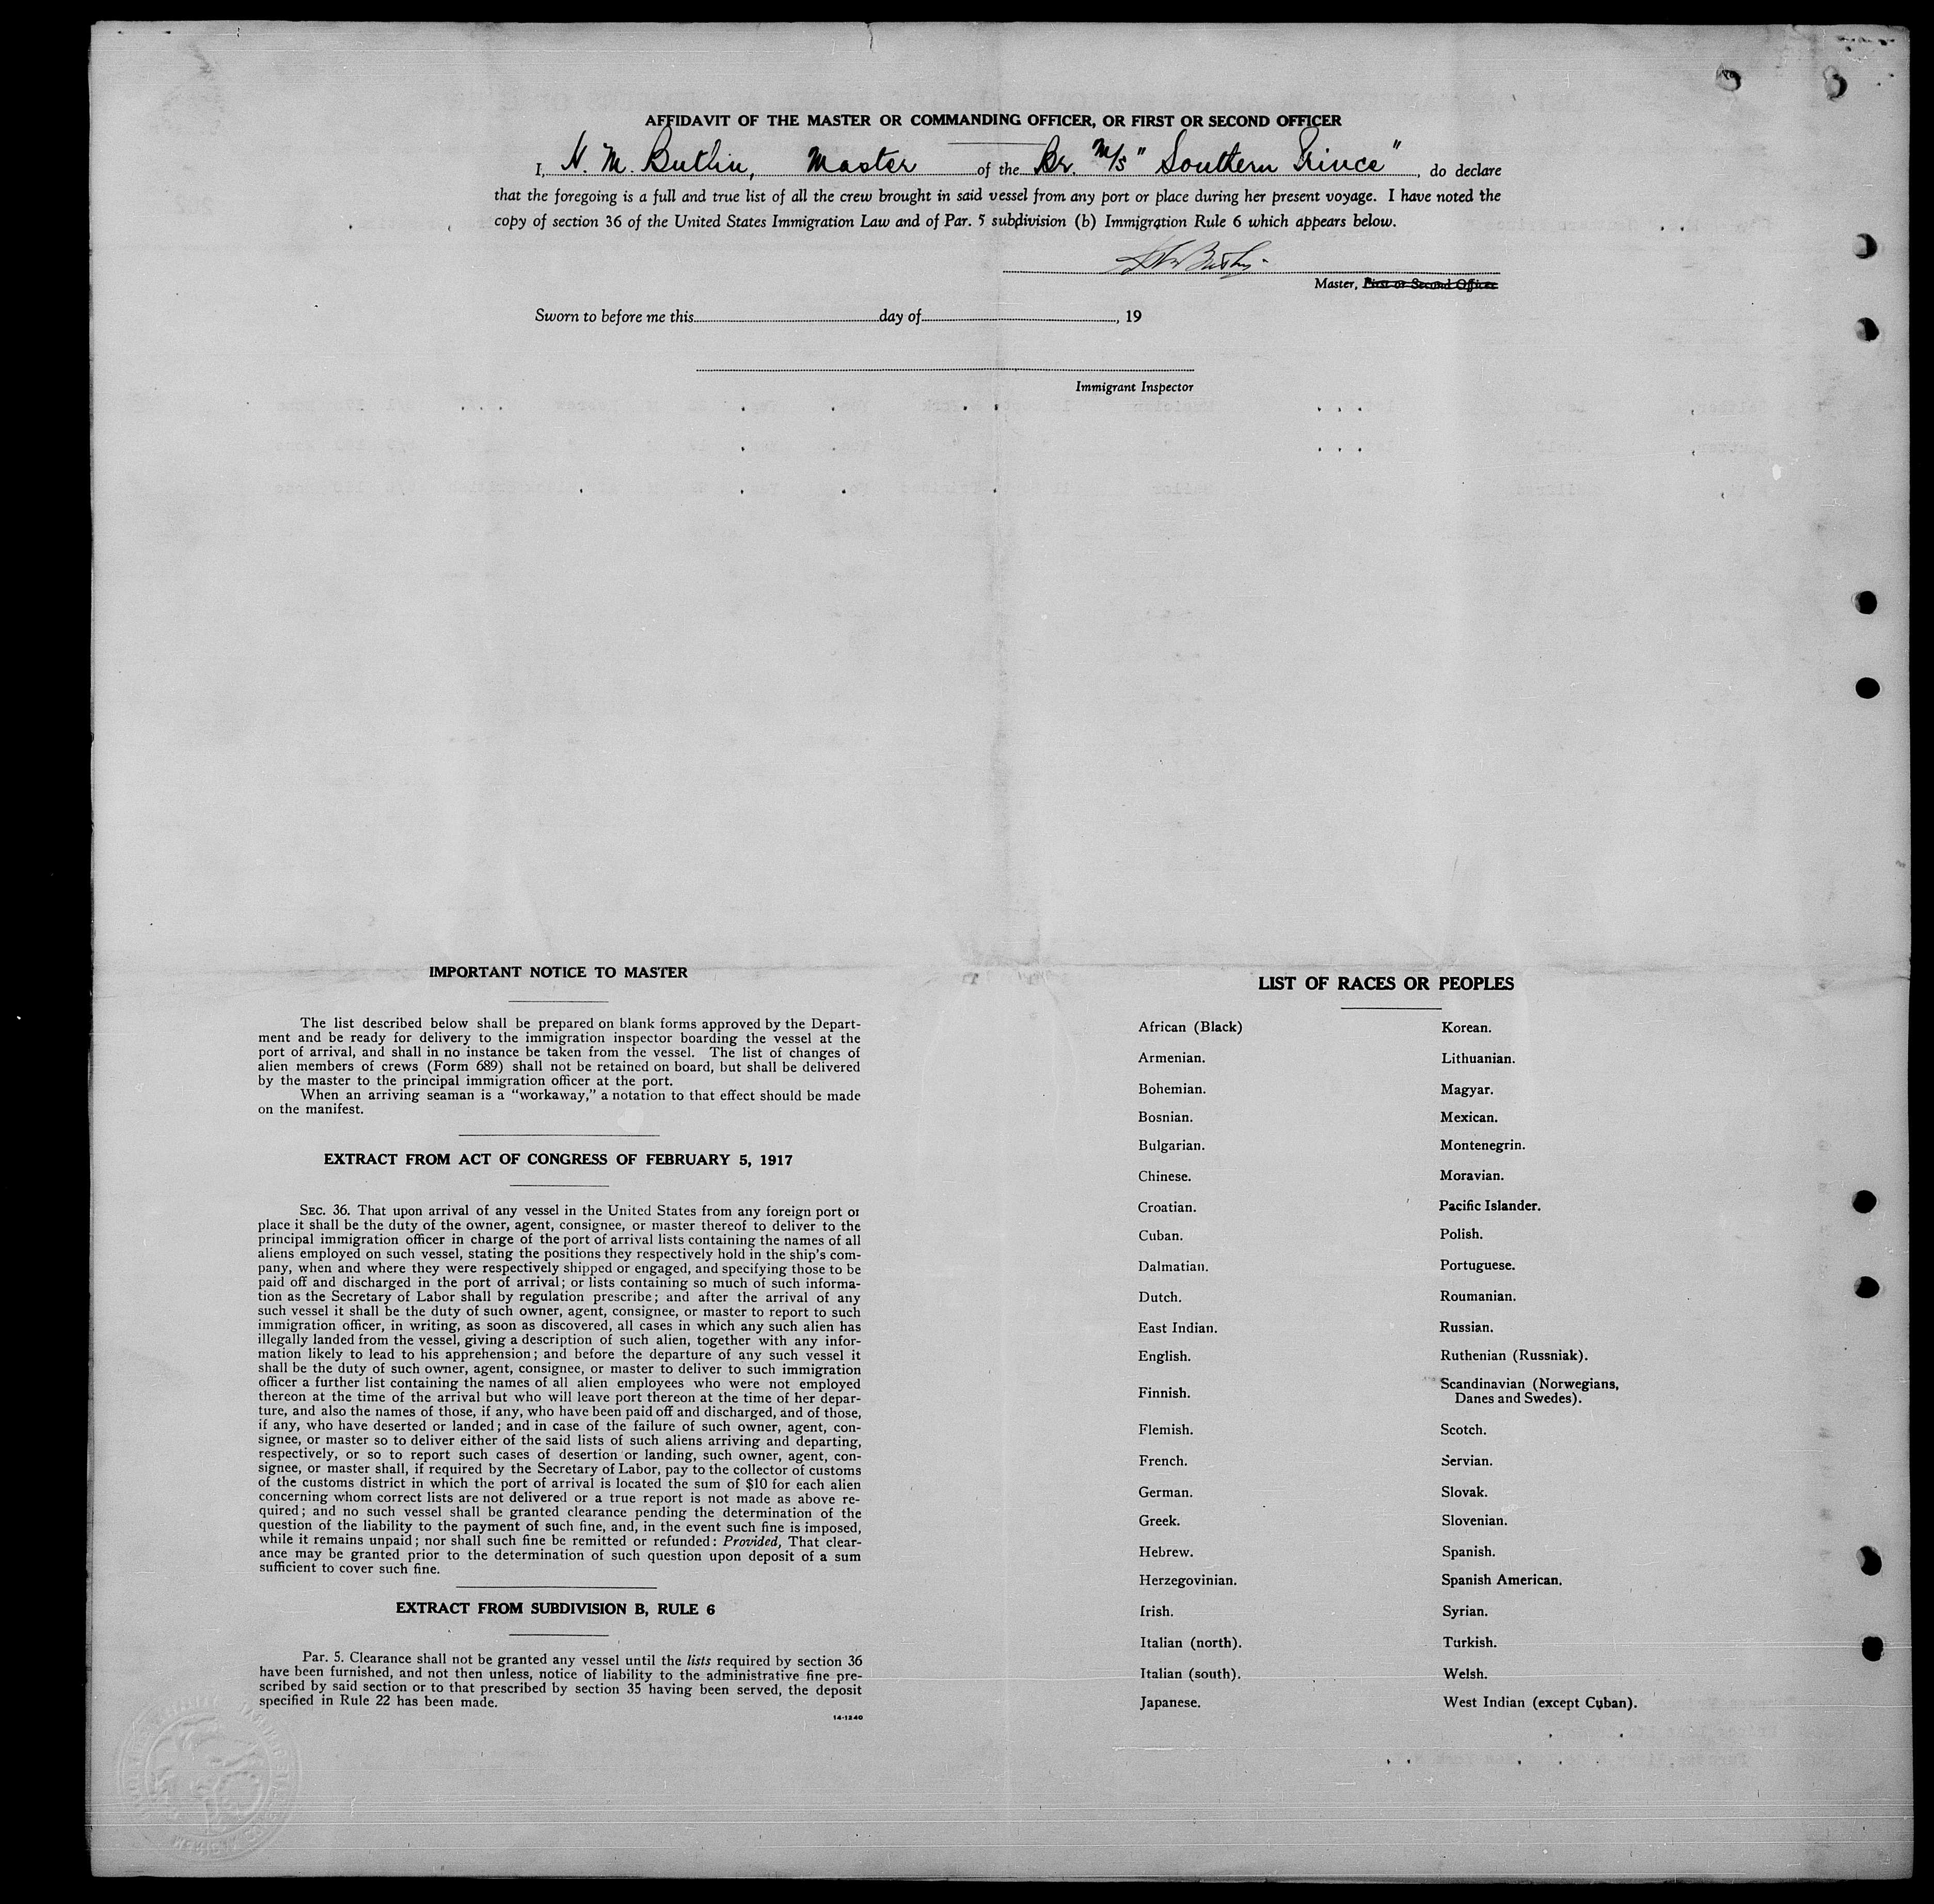 AFFIDAVIT OF THE MASTER OR COMMANDING OFFICER, OR FIRST OR SECOND OFFICER
I, N. M. Butlin, Master of the Br. M/S "Southern Prince", do declare
that the foregoing is a full and true list of all the crew brought in said vessel from any port or place during her present voyage. I have noted the
copy of section 36 of the United States Immigration Law and of Par. 5 subdivision (b) Immigration Rule 6 which appears below.
Master, First or Second Officer
Sworn to before me this day of , 19
Immigrant Inspector
IMPORTANT NOTICE TO MASTER
The list described below shall be prepared on blank forms approved by the Depart-
ment and be ready for delivery to the immigration inspector boarding the vessel at the
port of arrival, and shall in no instance be taken from the vessel. The list of changes of
alien members of crews (Form 689) shall not be retained on board, but shall be delivered
by the master to the principal immigration officer at the port.
When an arriving seaman is a "workaway," a notation to that effect should be made
on the manifest.
EXTRACT FROM ACT OF CONGRESS OF FEBRUARY 5, 1917
SEC. 36. That upon arrival of any vessel in the United States from any foreign port or
place it shall be the duty of the owner, agent, consignee, or master thereof to deliver to the
principal immigration officer in charge of the port of arrival lists containing the names of all
aliens employed on such vessel, stating the positions they respectively hold in the ship's com-
pany, when and where they were respectively shipped or engaged, and specifying those to be
paid off and discharged in the port of arrival; or lists containing so much of such informa-
tion as the Secretary of Labor shall by regulation prescribe; and after the arrival of any
such vessel it shall be the duty of such owner, agent, consignee, or master to report to such
immigration officer, in writing, as soon as discovered, all cases in which any such alien has
illegally landed from the vessel, giving a description of such alien, together with any infor-
mation likely to lead to his apprehension; and before the departure of any such vessel it
shall be the duty of such owner, agent, consignee, or master to deliver to such immigration
officer a further list containing the names of all alien employees who were not employed
thereon at the time of the arrival but who will leave port thereon at the time of her depar-
ture, and also the names of those, if any, who have been paid off and discharged, and of those,
if any, who have deserted or landed; and in case of the failure of such owner, agent, con-
signee, or master so to deliver either of the said lists of such aliens arriving and departing,
respectively, or so to report such cases of desertion or landing, such owner, agent, con-
signee, or master shall, if required by the Secretary of Labor, pay to the collector of customs
of the customs district in which the port of arrival is located the sum of $10 for each alien
concerning whom correct lists are not delivered or a true report is not made as above re-
quired; and no such vessel shall be granted clearance pending the determination of the
question of the liability to the payment of such fine, and, in the event such fine is imposed,
while it remains unpaid; nor shall such fine be remitted or refunded: Provided, That clear-
ance may be granted prior to the determination of such question upon deposit of a sum
sufficient to cover such fine.
EXTRACT FROM SUBDIVISION B, RULE 6
Par. 5. Clearance shall not be granted any vessel until the lists required by section 36
have been furnished, and not then unless, notice of liability to the administrative fine pre-
scribed by said section or to that prescribed by section 35 having been served, the deposit
specified in Rule 22 has been made.
14-1240
LIST OF RACES OR PEOPLES
African (Black)
Armenian.
Bohemian.
Bosnian.
Bulgarian.
Chinese.
Croatian.
Cuban.
Dalmatian.
Dutch.
East Indian.
English.
Finnish.
Flemish.
French.
German.
Greek.
Hebrew.
Herzegovinian.
Irish.
Italian (north).
Italian (south).
Japanese.
Korean.
Lithuanian.
Magyar.
Mexican.
Montenegrin.
Moravian.
Pacific Islander.
Polish.
Portuguese.
Roumanian.
Russian.
Ruthenian (Russniak).
Scandinavian (Norwegians,
Danes and Swedes).
Scotch.
Servian.
Slovak.
Slovenian.
Spanish.
Spanish American.
Syrian.
Turkish.
Welsh.
West Indian (except Cuban).